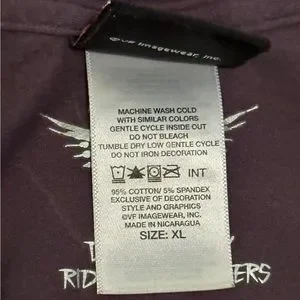 ©VF Imagewear, Inc.
MACHINE WASH COLD
WITH SIMILAR COLORS
GENTLE CYCLE INSIDE OUT
DO NOT BLEACH
TUMBLE DRY LOW GENTLE CYCLE
DO NOT IRON DECORATION
INT
95% COTTON/ 5% SPANDEX
EXCLUSIVE OF DECORATION
STYLE AND GRAPHICS
©VF IMAGEWEAR, INC.
MADE IN NICARAGUA
SIZE: XL